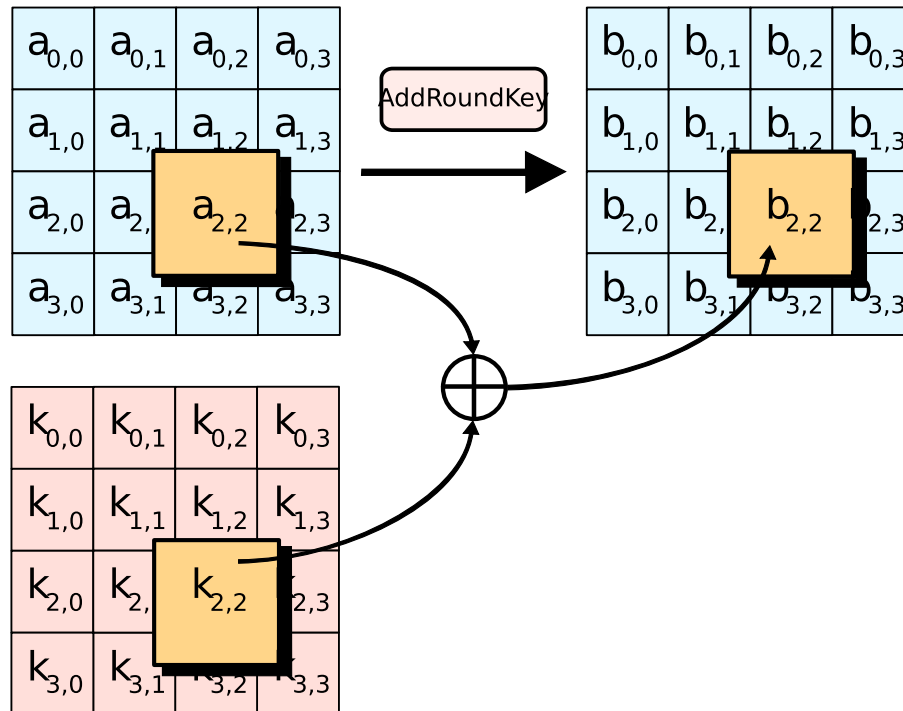 a0,0 a0,1 a0,2 a0,3
a1,0 a1,1 a1,2 a1,3
a2,0 a2, a2,2 2,3
a3,0 a3,1 a3,2 a3,3
AddRoundKey
b0,0 b0,1 b0,2 b0,3
b1,0 b1,1 b1,2 b1,3
b2,0 b2, b2,2 b2,3
b3,0 b3,1 b3,2 b3,3
k0,0 k0,1 k0,2 k0,3
k1,0 k1,1 k1,2 k1,3
k2,0 k2, k2,2 k2,3
k3,0 k3,1 k3,2 k3,3